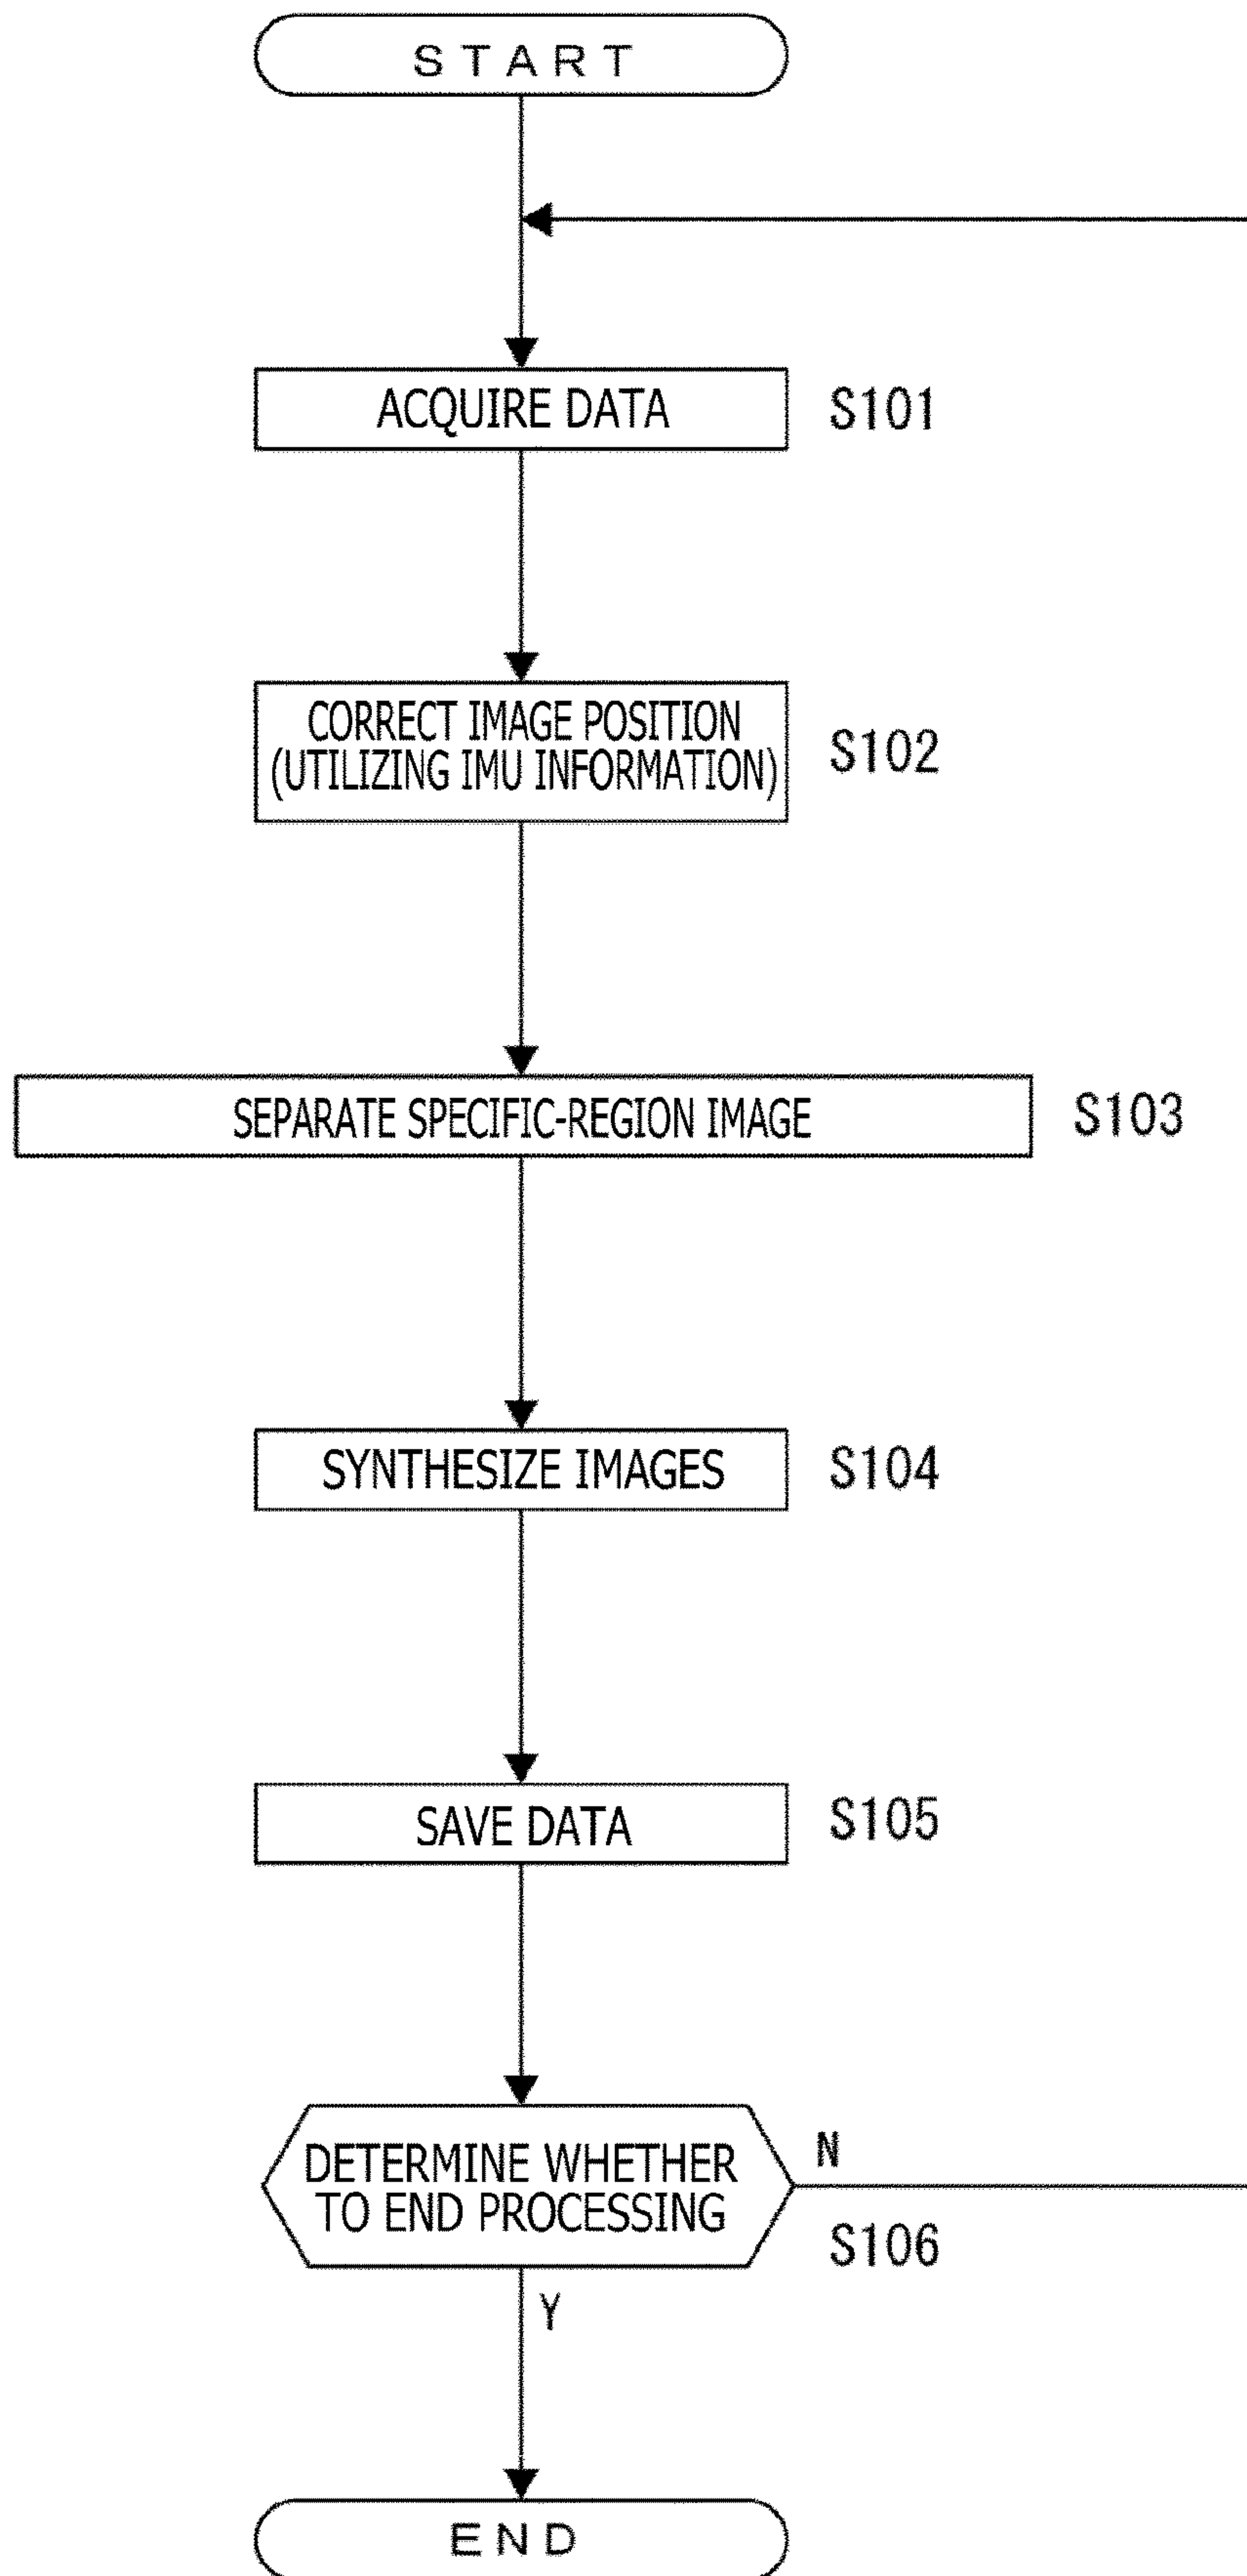 START
ACQUIRE DATA
S101
CORRECT IMAGE POSITION
(UTILIZING IMU INFORMATION)
S102
SEPARATE SPECIFIC-REGION IMAGE
S103
SYNTHESIZE IMAGES
S104
SAVE DATA
S105
DETERMINE WHETHER
TO END PROCESSING
N
S106
Y
END